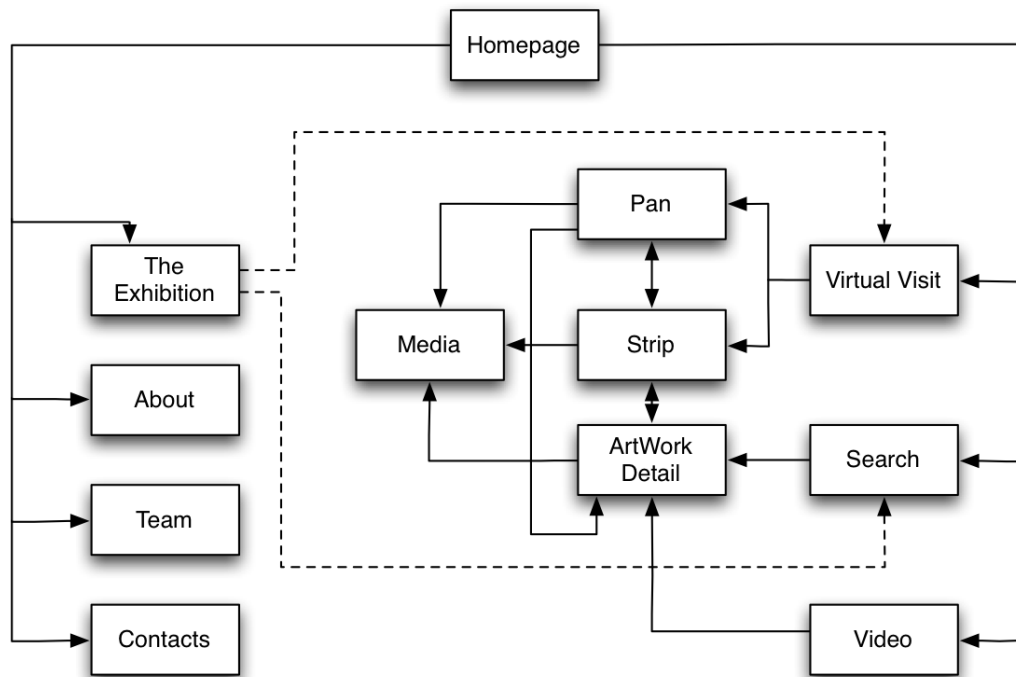 Homepage
Pan
The
Exhibition
Virtual Visit
Media
Strip
About
ArtWork
Detail
Search
Team
Contacts
Video